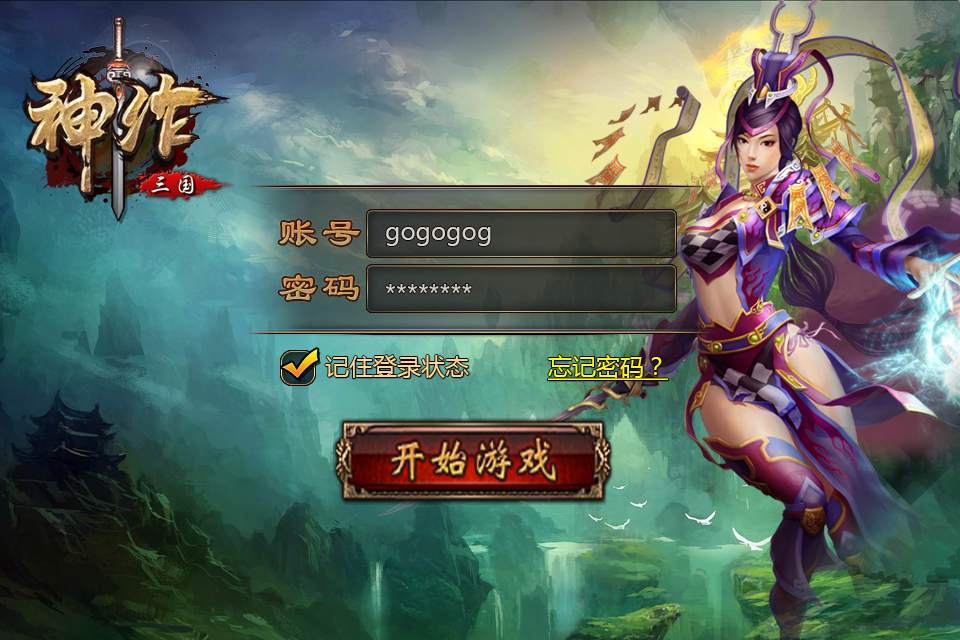 神作
三国
账号 gogogog
密码 ********
记住登录状态 忘记密码？
开始游戏